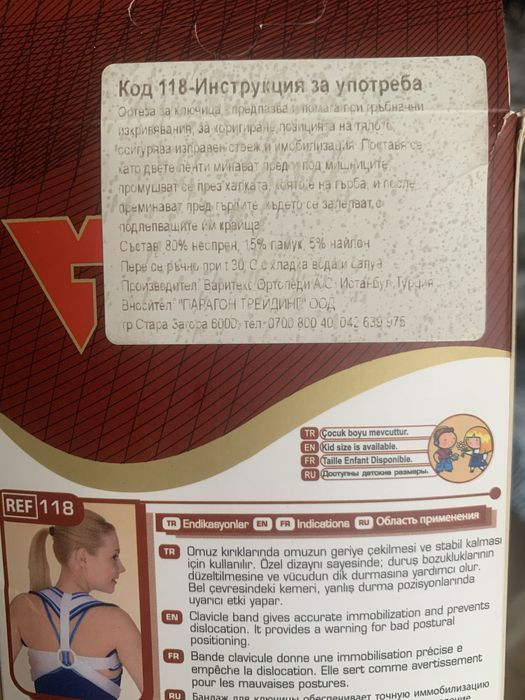 Код 118-Инструкция за употреба
Ортеза за ключица - предпазва и помага при гръбначни
изкривявания, за коригиране позицията на тялото,
осигурява изправен стоеж и имобилизация. Поставя се
като двете ленти минават пред и под мишниците,
промушват се през халката, която е на гърба, и после
преминават пред гърдите, където се залепват с
подлепващите им краища.
Състав: 80% неопрен, 15% памук, 5% найлон
Пере се ръчно при t 30 C с хладка вода и сапун
Производител: Варитекс Ортопеди А.С. Истанбул, Турция
Вносител: "ПАРАГОН ТРЕЙДИНГ" ООД
гр Стара Загора 6000, тел. 0700 800 40, 042 639 975
TR Çocuk boyu mevcuttur.
EN Kid size is available.
FR Taille Enfant Disponible.
RU Доступны детские размеры.
REF 118
TR Endikasyonlar EN FR Indications RU Область применения
TR Omuz kırıklarında omuzun geriye çekilmesi ve stabil kalması
için kullanılır. Özel dizaynı sayesinde; duruş bozukluklarının
düzeltilmesine ve vücudun dik durmasına yardımcı olur.
Bel çevresindeki kemeri, yanlış durma pozisyonlarında
uyarıcı etki yapar.
EN Clavicle band gives accurate immobilization and prevents
dislocation. It provides a warning for bad postural
positioning.
FR Bande clavicule donne une immobilisation précise e
empêche la dislocation. Elle sert comme avertissement
pour les mauvaises postures.
RU Бандаж для ключицы обеспечивает точную иммобилизацию